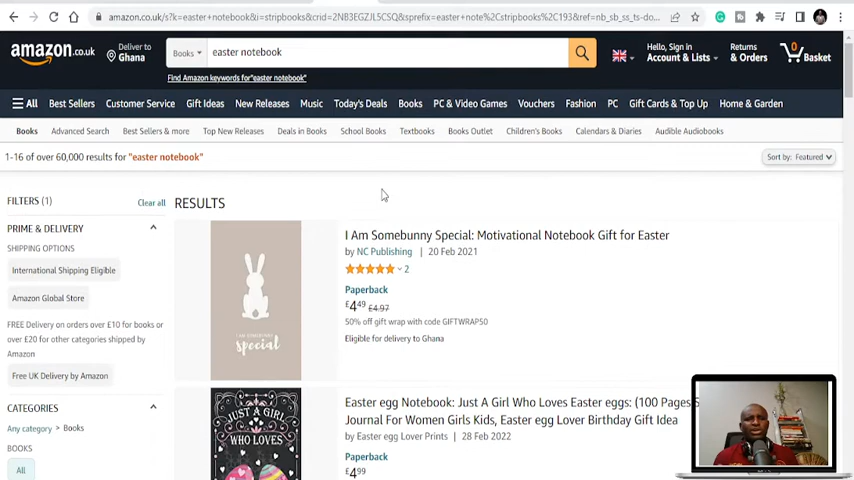 amazon.co.uk/s?k=easter+notebook&i=stripbooks&crid=2NB3EGZJL5CSQ&sprefix=easter+note%2Cstripbooks%2C193&ref=nb_sb_ss_ts-do...
amazon.co.uk
Deliver to
Ghana
Books
easter notebook
Hello, Sign in
Account & Lists
Returns
& Orders
0
Basket
Find Amazon keywords for"easter notebook"
All Best Sellers Customer Service Gift Ideas New Releases Music Today's Deals Books PC & Video Games Vouchers Fashion PC Gift Cards & Top Up Home & Garden
Books Advanced Search Best Sellers & more Top New Releases Deals in Books School Books Textbooks Books Outlet Children's Books Calendars & Diaries Audible Audiobooks
1-16 of over 60,000 results for "easter notebook"
Sort by: Featured
FILTERS (1)
Clear all
PRIME & DELIVERY
SHIPPING OPTIONS
International Shipping Eligible
Amazon Global Store
FREE Delivery on orders over £10 for books or
over £20 for other categories shipped by
Amazon
Free UK Delivery by Amazon
CATEGORIES
Any category > Books
BOOKS
All
RESULTS
I AM SOMEBUNNY
special
I Am Somebunny Special: Motivational Notebook Gift for Easter
by NC Publishing | 20 Feb 2021
2
Paperback
£4.49 £4.97
50% off gift wrap with code GIFTWRAP50
Eligible for delivery to Ghana
JUST A GIRL
WHO LOVES
Easter egg Notebook: Just A Girl Who Loves Easter eggs: (100 Pages S
Journal For Women Girls Kids, Easter egg Lover Birthday Gift Idea
by Easter egg Lover Prints | 28 Feb 2022
Paperback
£4.99